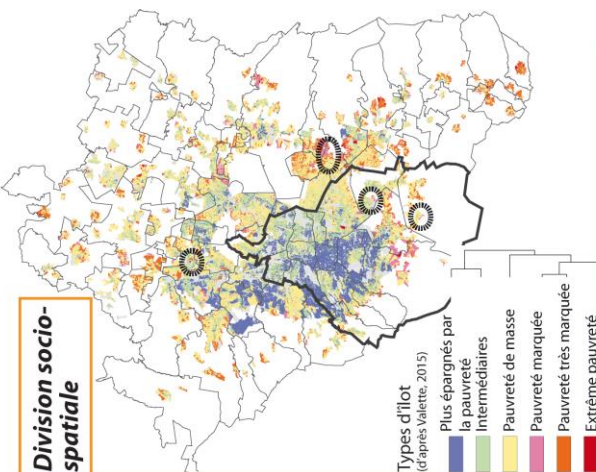 Division socio-
spatiale
Types d'îlot
(d'après Valette, 2015)
Plus épargnés par
la pauvreté
Intermédiaires
Pauvreté de masse
Pauvreté marquée
Pauvreté très marquée
Extrême pauvreté